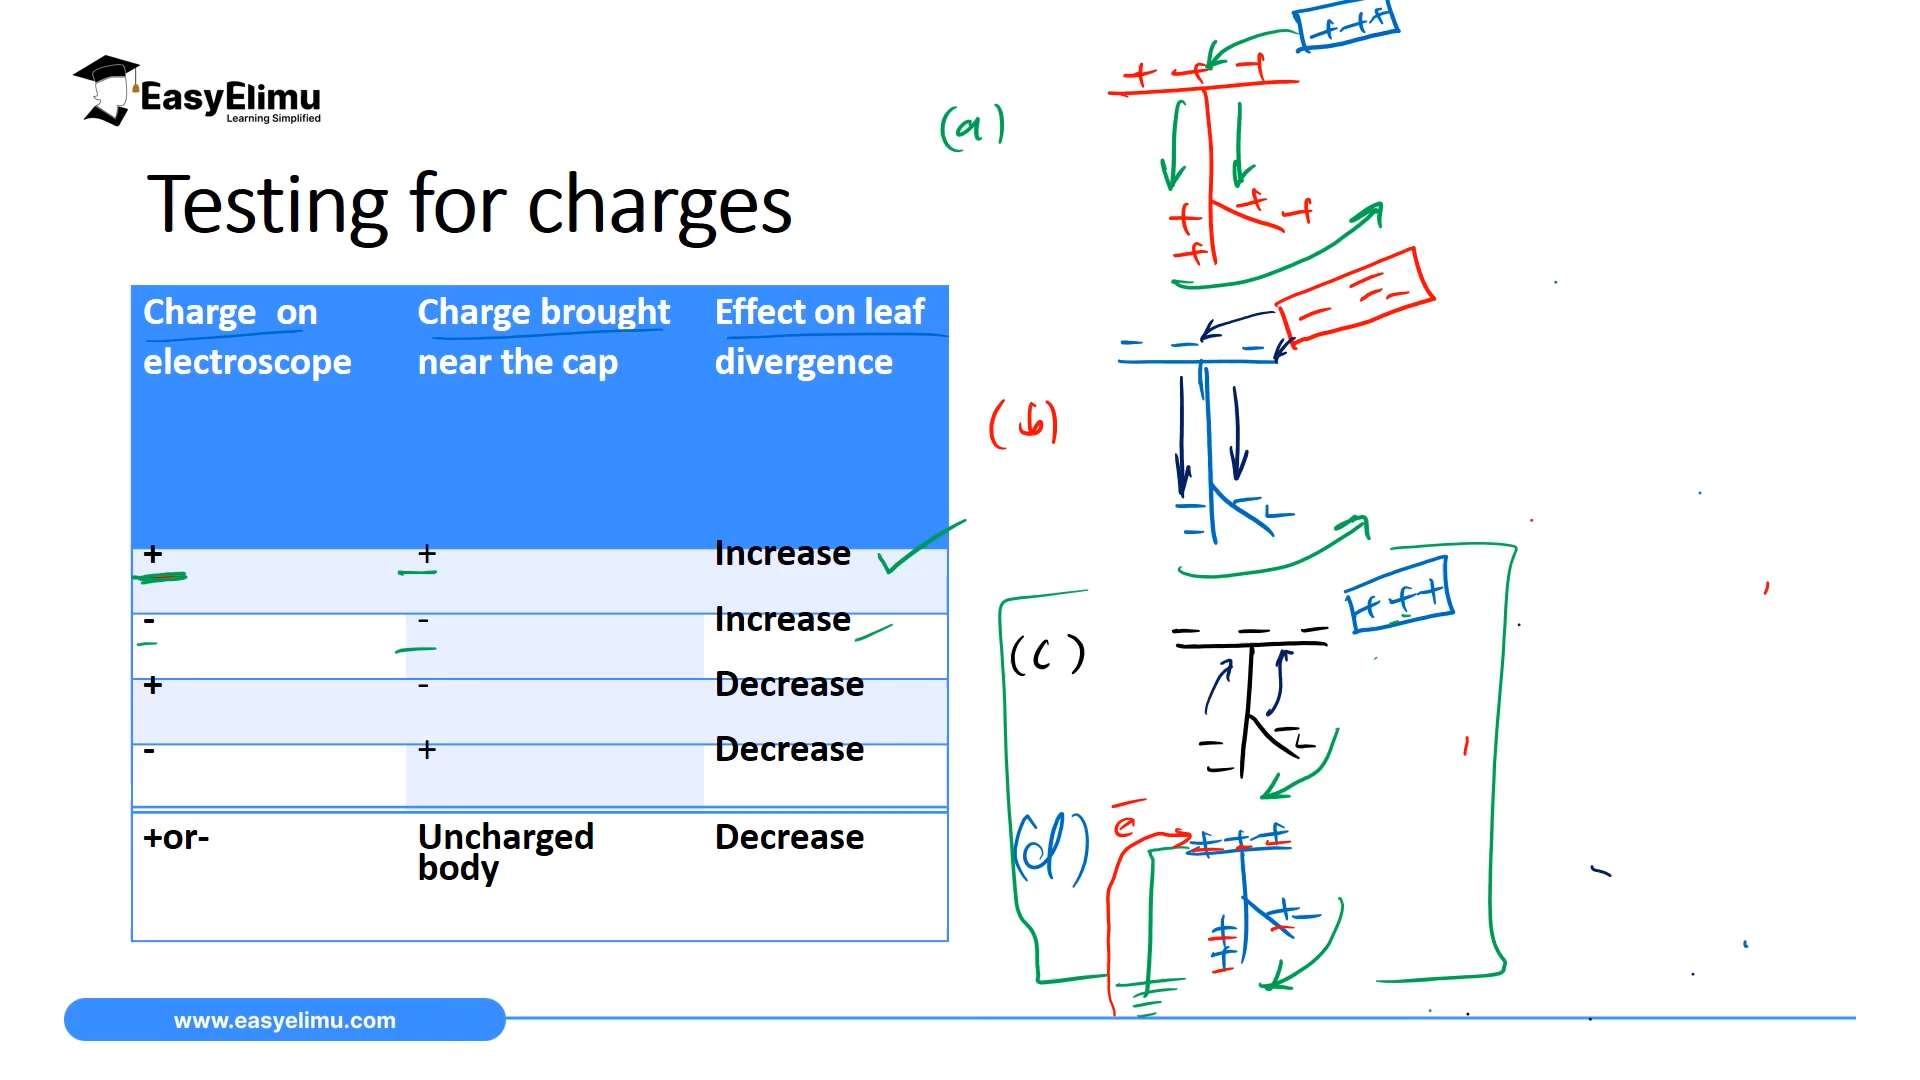 EasyElimu
Learning Simplified
Testing for charges
Charge on electroscope
Charge brought near the cap
Effect on leaf divergence
+ + Increase
- - Increase
+ - Decrease
- + Decrease
+or- Uncharged body Decrease
www.easyelimu.com
+ + +
+ + +
(a)
+ + +
+ +
- - - -
- - -
(b)
- -
- -
+ + +
- - -
(c)
- -
- -
(d)
e
+ + +
+ +
+